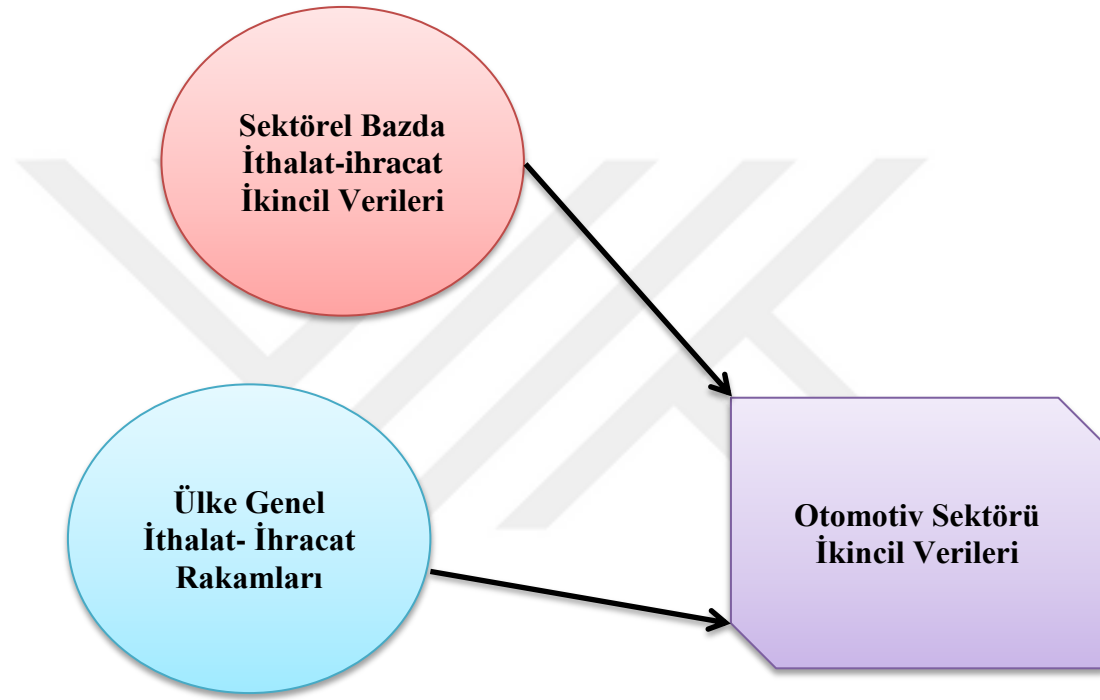 Sektörel Bazda
İthalat-ihracat
İkincil Verileri
Ülke Genel
İthalat- İhracat
Rakamları
Otomotiv Sektörü
İkincil Verileri